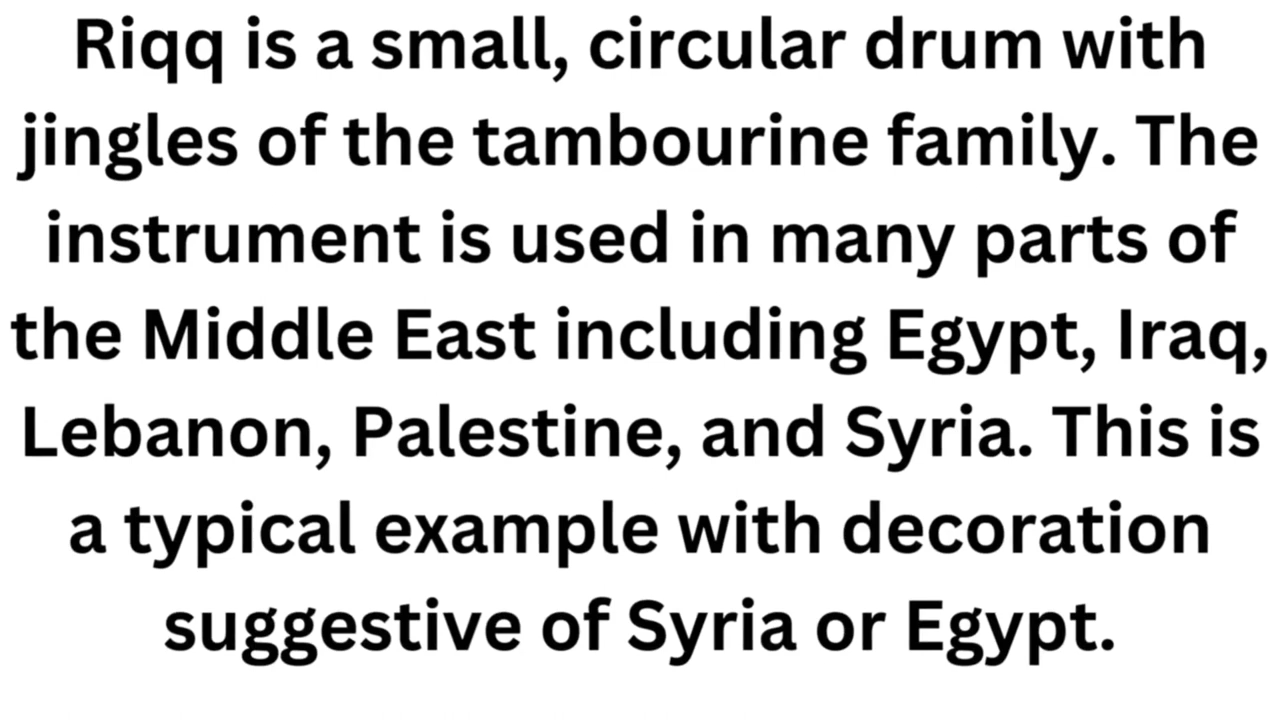 Riqq is a small, circular drum with
jingles of the tambourine family. The
instrument is used in many parts of
the Middle East including Egypt, Iraq,
Lebanon, Palestine, and Syria. This is
a typical example with decoration
suggestive of Syria or Egypt.